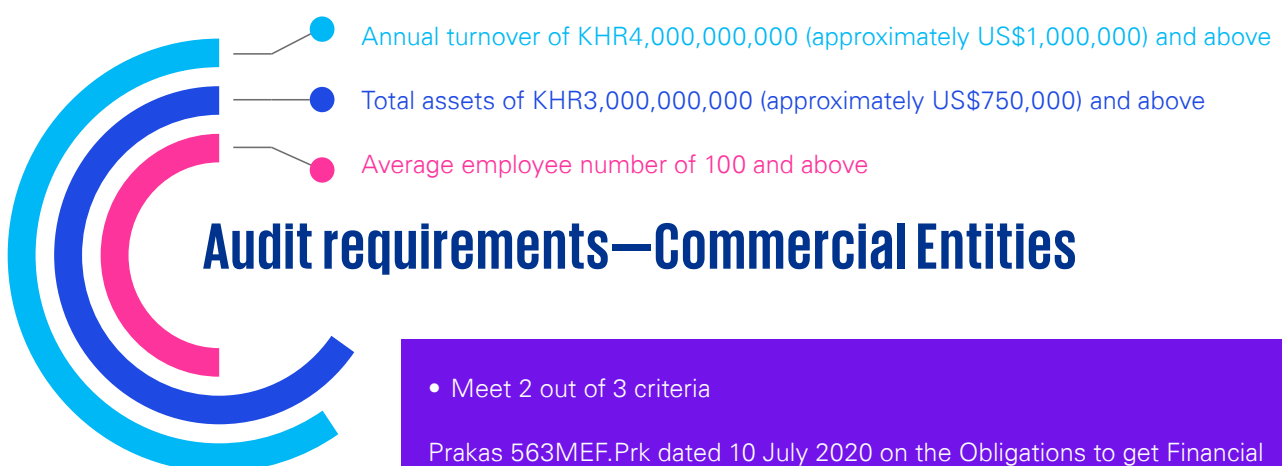 Annual turnover of KHR4,000,000,000 (approximately US$1,000,000) and above
Total assets of KHR3,000,000,000 (approximately US$750,000) and above
Average employee number of 100 and above
Audit requirements—Commercial Entities
• Meet 2 out of 3 criteria
Prakas 563MEF.Prk dated 10 July 2020 on the Obligations to get Financial